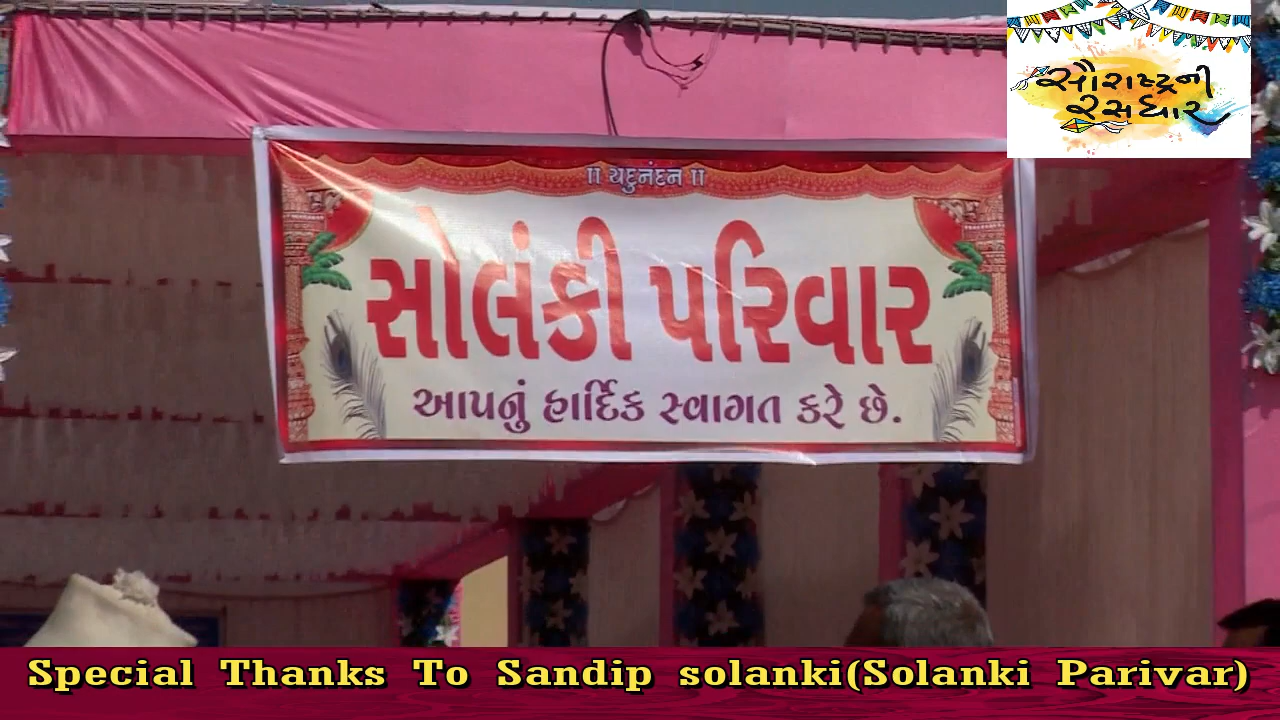 સૌરાષ્ટ્રની
રસધાર
॥ યદુનંદન ॥
સોલંકી પરિવાર
આપનું હાર્દિક સ્વાગત કરે છે.
Special Thanks To Sandip solanki(Solanki Parivar)